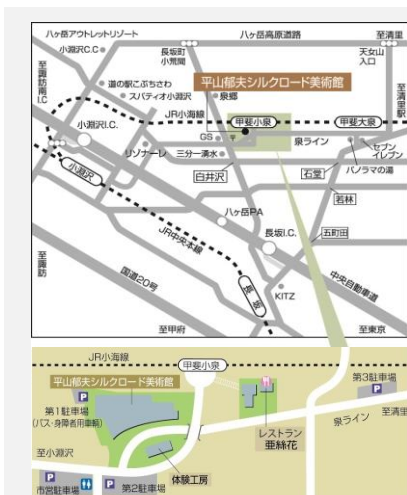 八ヶ岳アウトレットリゾート
八ヶ岳高原道路
至清里
小淵沢C.C
長坂町
小荒間
天女山
入口
至諏訪南I.C
道の駅こぶちさわ
スパティオ小淵沢
平山郁夫シルクロード美術館
泉郷
至清里駅
JR小海線
甲斐小泉
甲斐大泉
小淵沢I.C.
GS
泉ライン
セブン
イレブン
リゾナーレ
三分一湧水
パノラマの湯
小淵沢
白井沢
石堂
若林
八ヶ岳PA
五町田
至諏訪
JR中央本線
長坂I.C.
国道20号
長坂
KITZ
中央自動車道
至甲府
至東京
JR小海線
甲斐小泉
平山郁夫シルクロード美術館
第3駐車場
P
P
第1駐車場
(バス・身障者用車輌)
レストラン
亜絲花
泉ライン
至清里
至小淵沢
体験工房
P
市営駐車場
P
第2駐車場